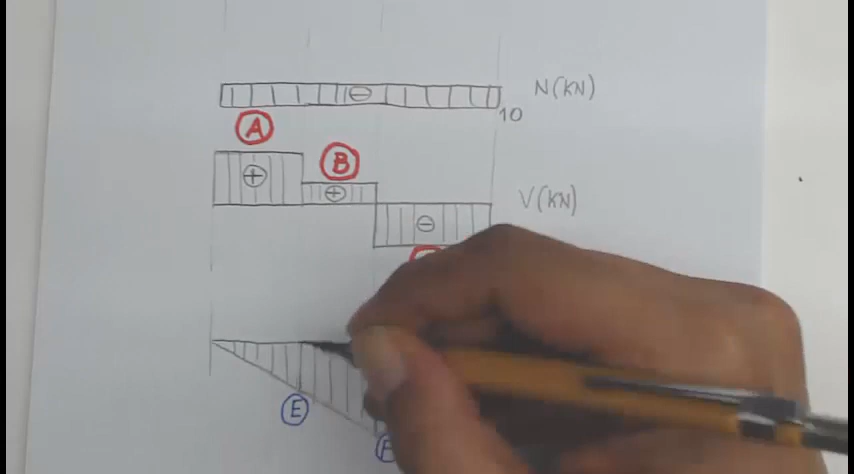 ⊖ N(KN)
10
A
B
⊕ ⊕ V(KN)
⊖
E